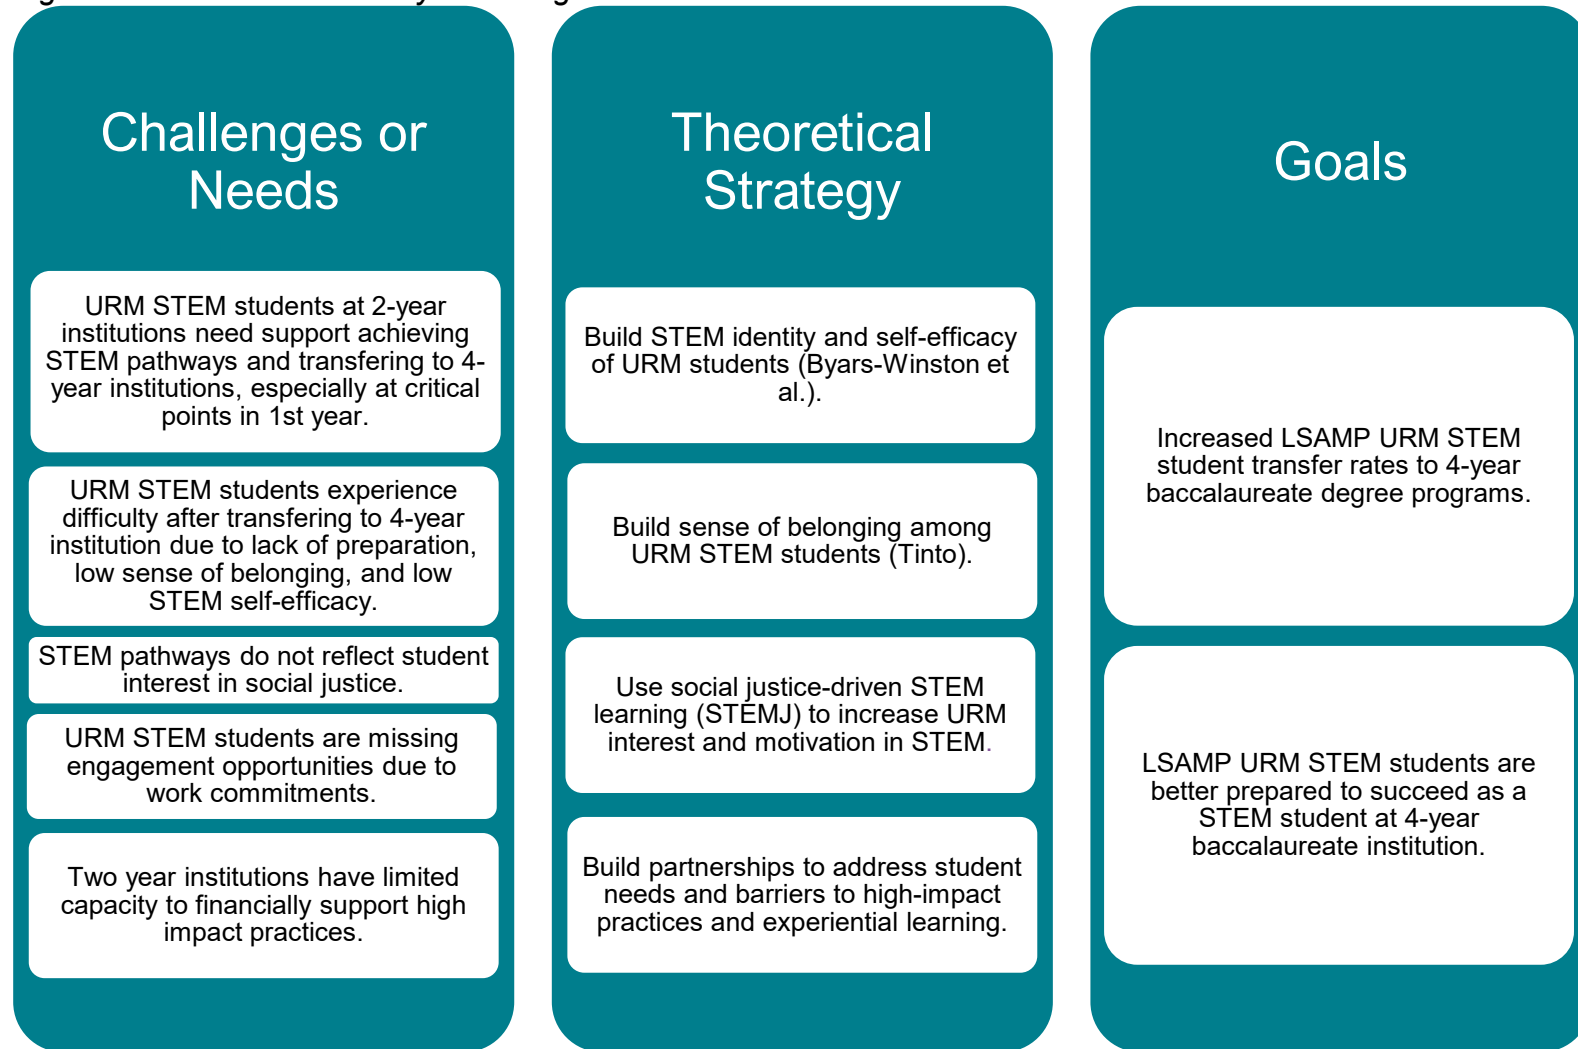 Challenges or
Needs
URM STEM students at 2-year
institutions need support achieving
STEM pathways and transfering to 4-
year institutions, especially at critical
points in 1st year.
URM STEM students experience
difficulty after transfering to 4-year
institution due to lack of preparation,
low sense of belonging, and low
STEM self-efficacy.
STEM pathways do not reflect student
interest in social justice.
URM STEM students are missing
engagement opportunities due to
work commitments.
Two year institutions have limited
capacity to financially support high
impact practices.
Theoretical
Strategy
Build STEM identity and self-efficacy
of URM students (Byars-Winston et
al.).
Build sense of belonging among
URM STEM students (Tinto).
Use social justice-driven STEM
learning (STEMJ) to increase URM
interest and motivation in STEM.
Build partnerships to address student
needs and barriers to high-impact
practices and experiential learning.
Goals
Increased LSAMP URM STEM
student transfer rates to 4-year
baccalaureate degree programs.
LSAMP URM STEM students are
better prepared to succeed as a
STEM student at 4-year
baccalaureate institution.